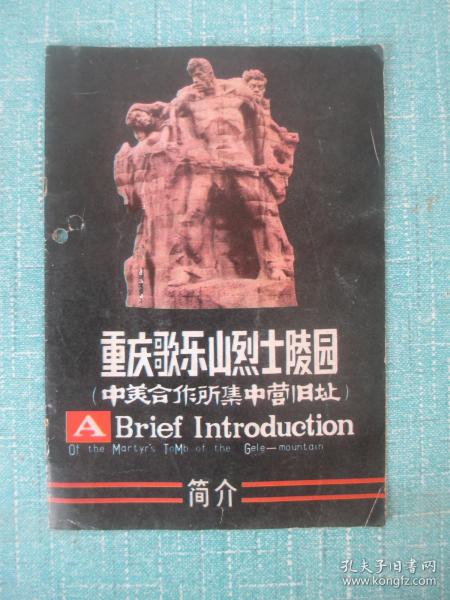 重庆歌乐山烈士陵园
(中美合作所集中营旧址)
A Brief Introduction
Of the Martyr's ToMb of the Gele—mountain
简介
孔夫子旧书网
www.kongfz.com